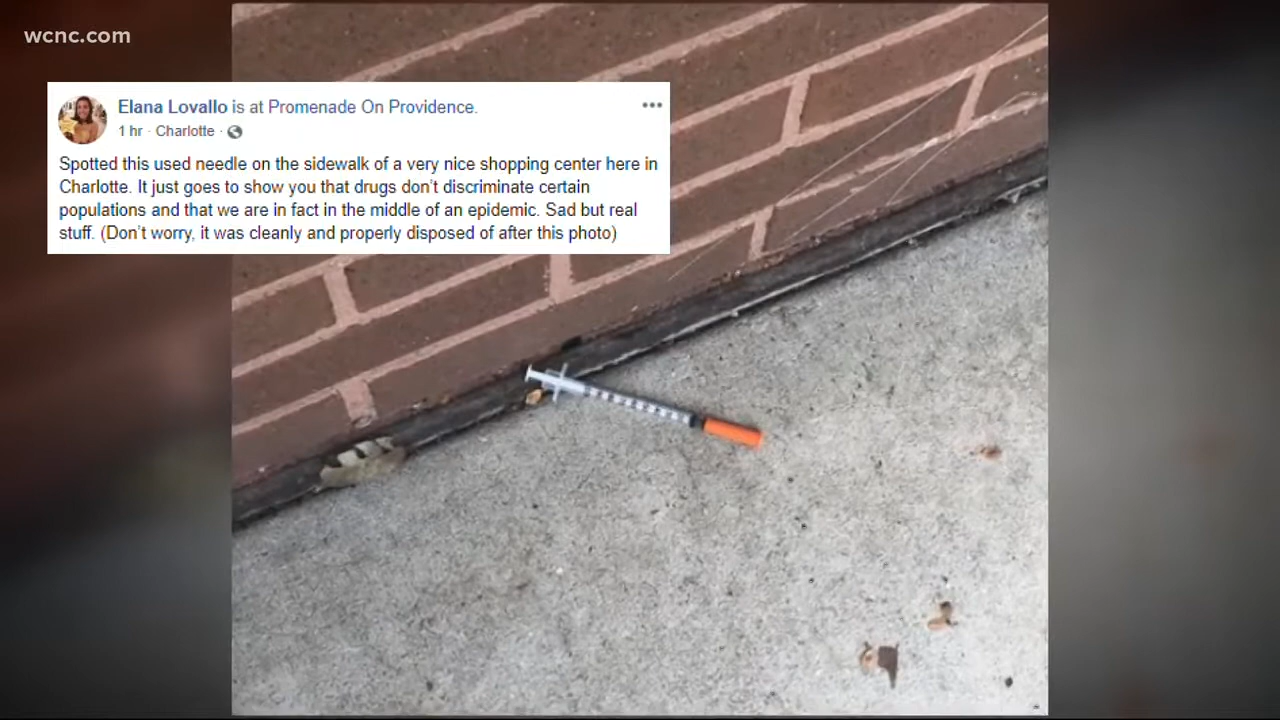 wcnc.com
Elana Lovallo is at Promenade On Providence.
1 hr · Charlotte ·
Spotted this used needle on the sidewalk of a very nice shopping center here in
Charlotte. It just goes to show you that drugs don't discriminate certain
populations and that we are in fact in the middle of an epidemic. Sad but real
stuff. (Don't worry, it was cleanly and properly disposed of after this photo)